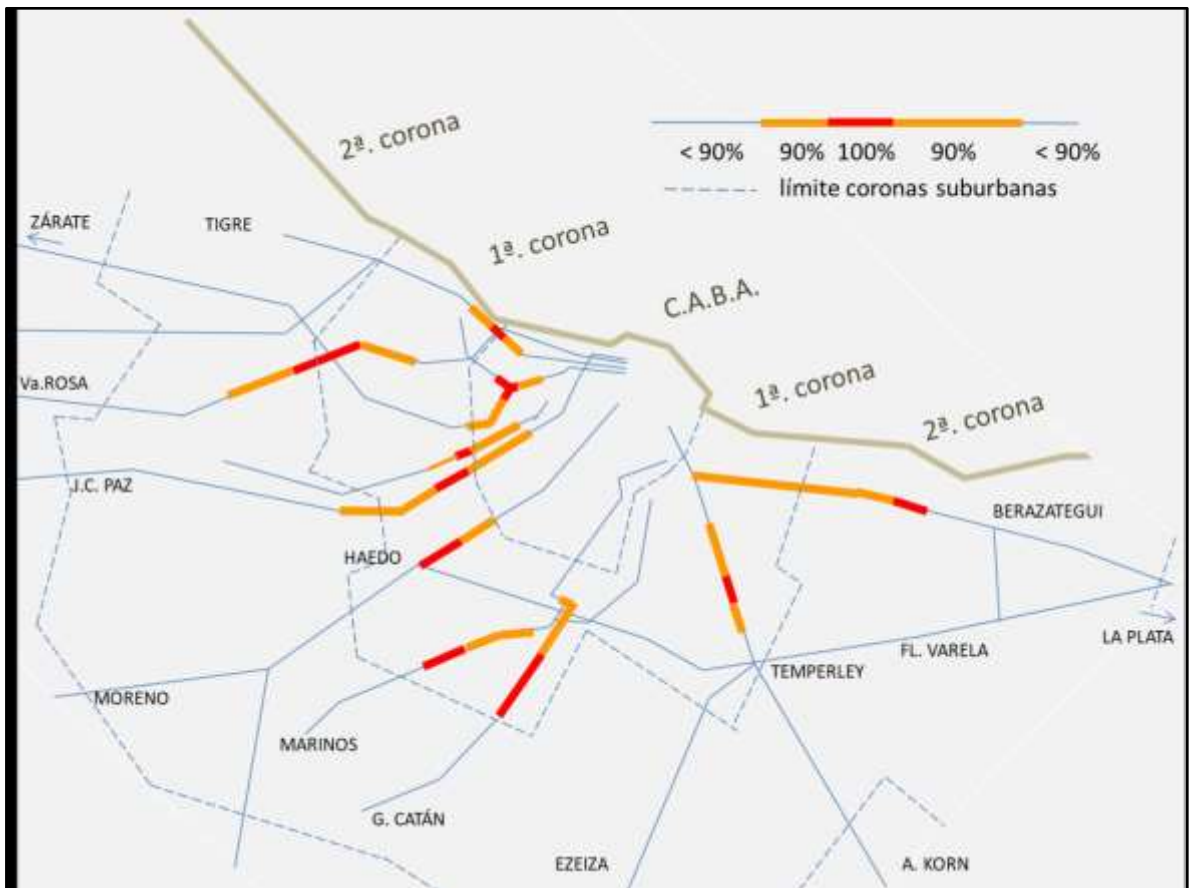 2ª. corona
< 90% 90% 100% 90% < 90%
límite coronas suburbanas
ZÁRATE
TIGRE
1ª. corona
C.A.B.A.
Va.ROSA
1ª. corona
2ª. corona
J.C. PAZ
BERAZATEGUI
HAEDO
LA PLATA
FL. VARELA
TEMPERLEY
MORENO
MARINOS
G. CATÁN
EZEIZA
A. KORN